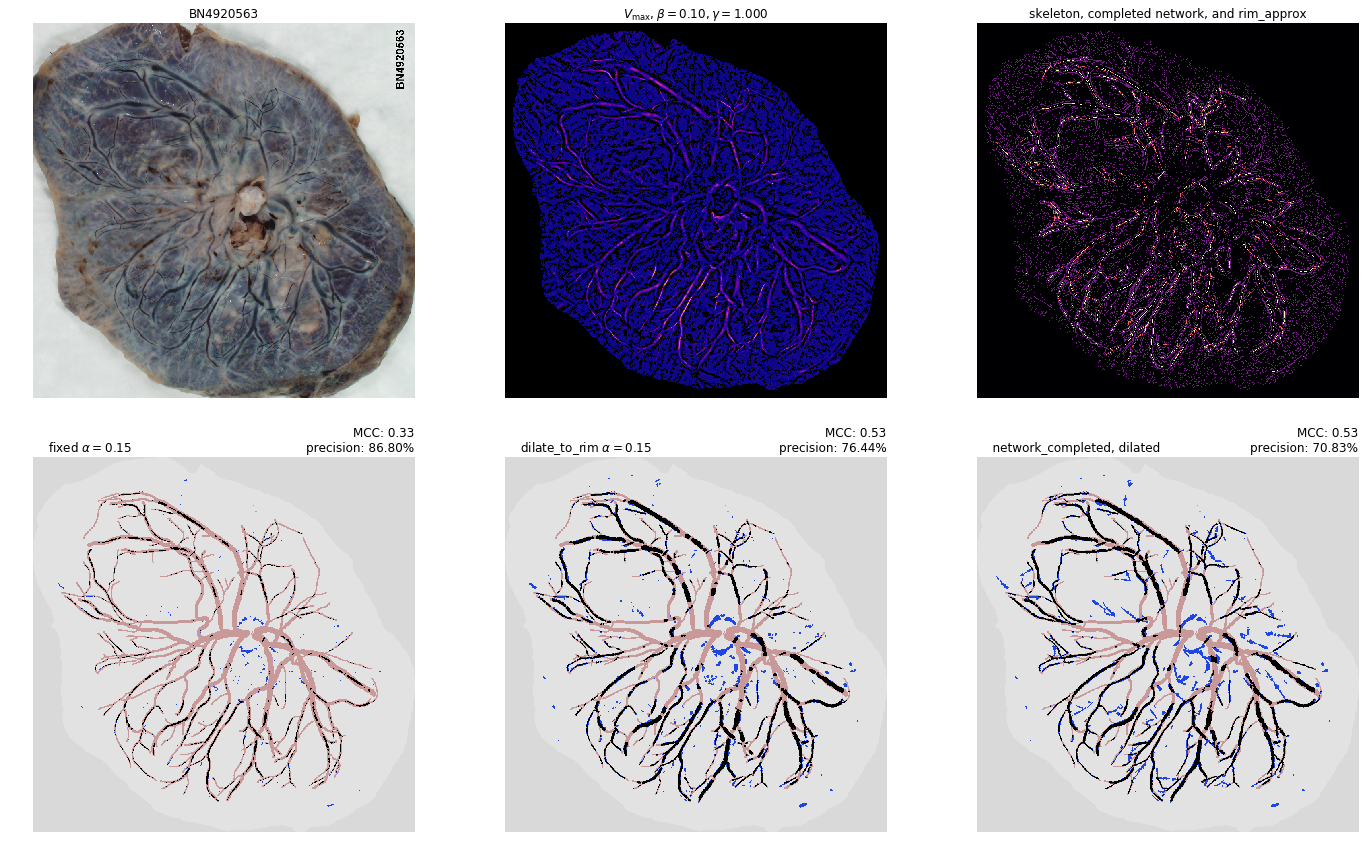 BN4920563
V_max, β = 0.10, γ = 1.000
skeleton, completed network, and rim_approx
BN4920563
MCC: 0.33
fixed α = 0.15 precision: 86.80%
MCC: 0.53
dilate_to_rim α = 0.15 precision: 76.44%
MCC: 0.53
network_completed, dilated precision: 70.83%